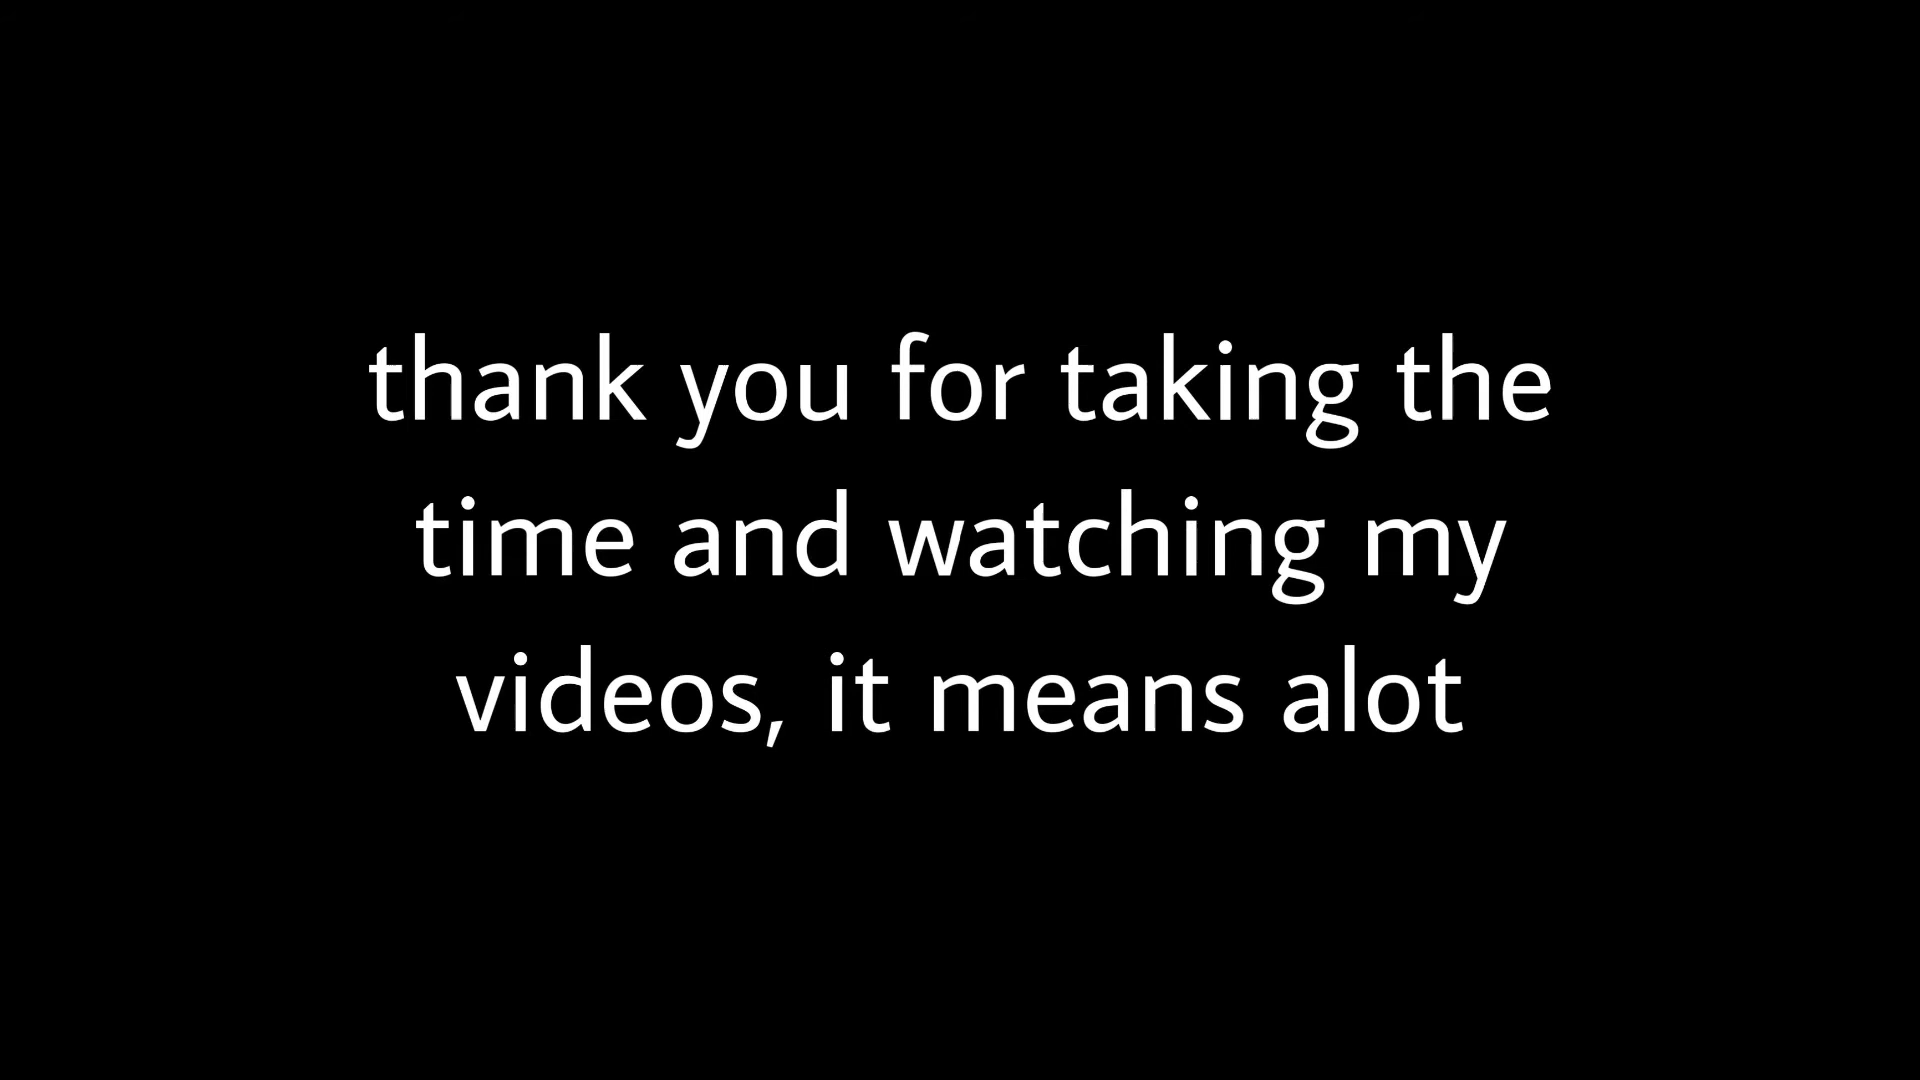 thank you for taking the
time and watching my
videos, it means alot